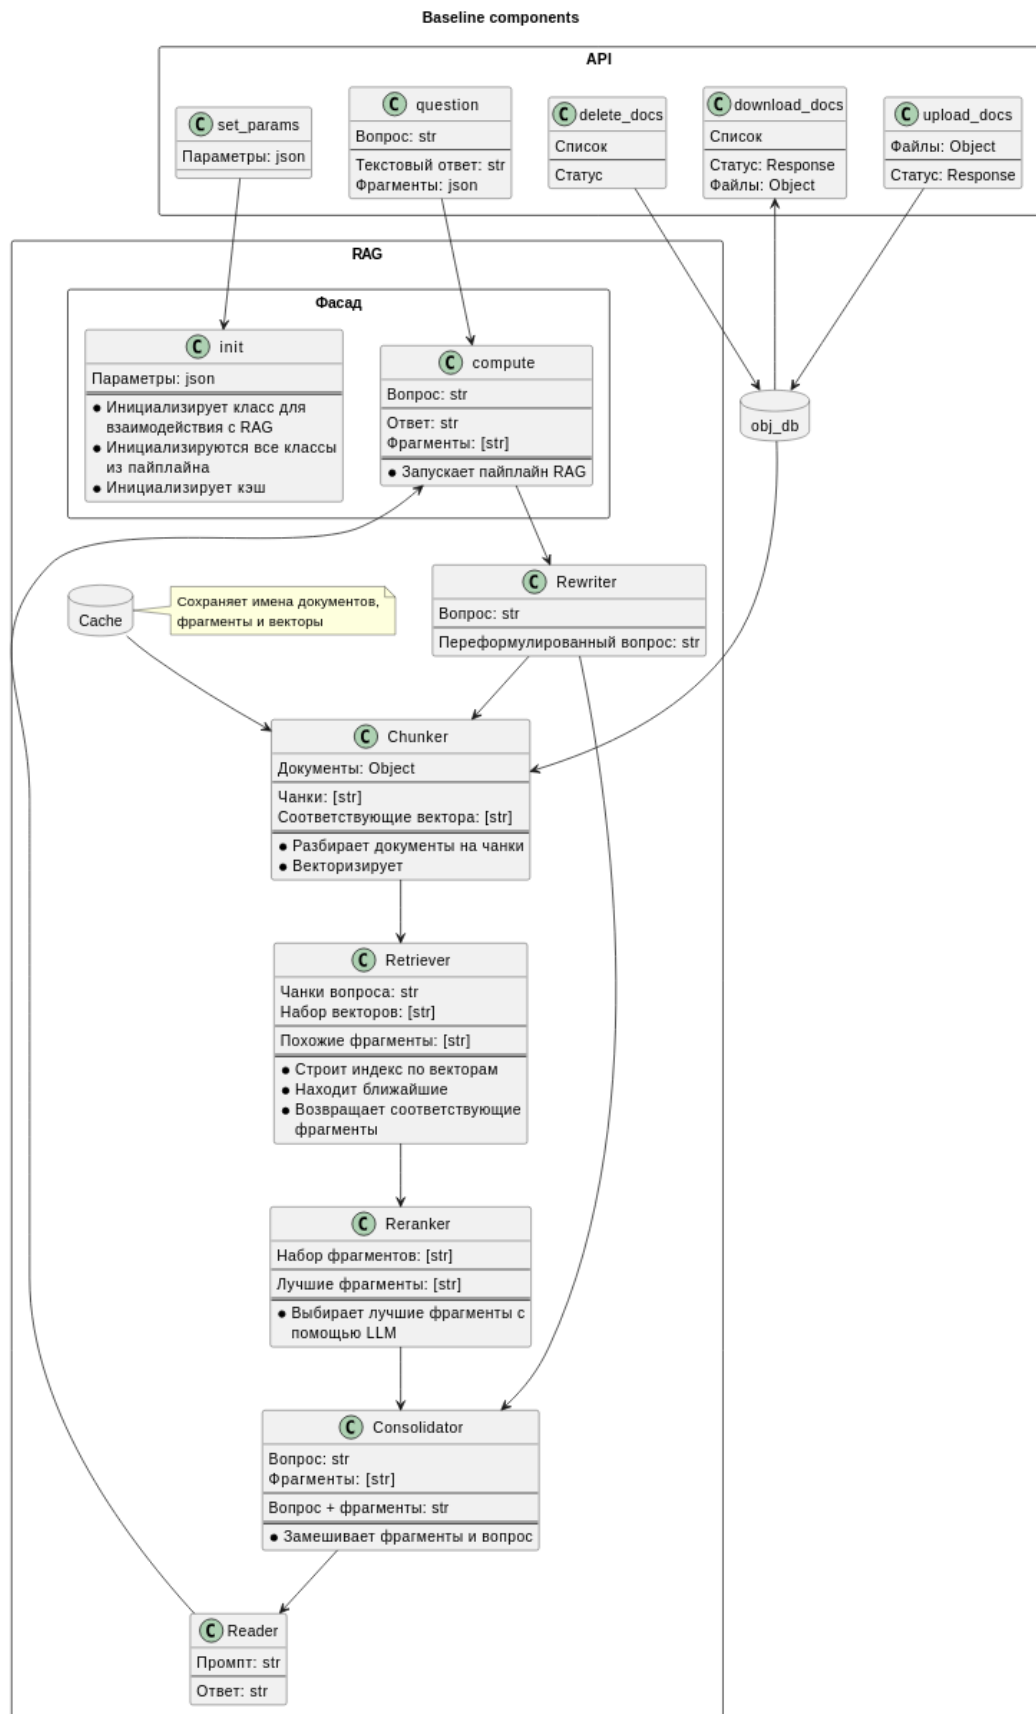 Baseline components
API
C set_params
Параметры: json
C question
Вопрос: str
Текстовый ответ: str
Фрагменты: json
C delete_docs
Список
Статус
C download_docs
Список
Статус: Response
Файлы: Object
C upload_docs
Файлы: Object
Статус: Response
RAG
Фасад
C init
Параметры: json
• Инициализирует класс для
взаимодействия с RAG
• Инициализируются все классы
из пайплайна
• Инициализирует кэш
C compute
Вопрос: str
Ответ: str
Фрагменты: [str]
• Запускает пайплайн RAG
obj_db
Cache
Сохраняет имена документов,
фрагменты и векторы
C Rewriter
Вопрос: str
Переформулированный вопрос: str
C Chunker
Документы: Object
Чанки: [str]
Соответствующие вектора: [str]
• Разбирает документы на чанки
• Векторизирует
C Retriever
Чанки вопроса: str
Набор векторов: [str]
Похожие фрагменты: [str]
• Строит индекс по векторам
• Находит ближайшие
• Возвращает соответствующие
фрагменты
C Reranker
Набор фрагментов: [str]
Лучшие фрагменты: [str]
• Выбирает лучшие фрагменты с
помощью LLM
C Consolidator
Вопрос: str
Фрагменты: [str]
Вопрос + фрагменты: str
• Замешивает фрагменты и вопрос
C Reader
Промпт: str
Ответ: str